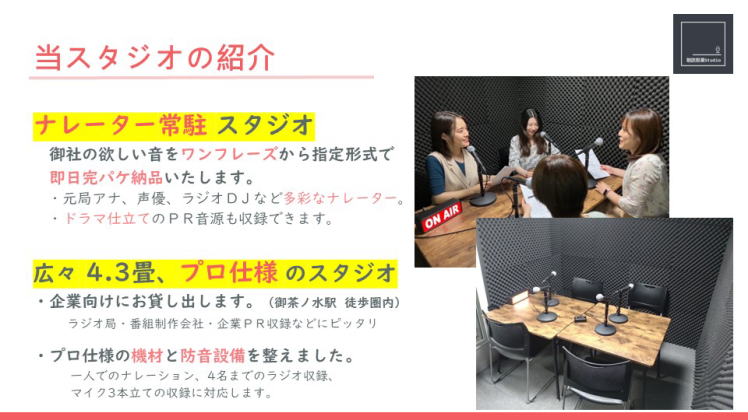 当スタジオの紹介
ナレーター常駐 スタジオ
御社の欲しい音をワンフレーズから指定形式で
即日完パケ納品いたします。
・元局アナ、声優、ラジオDJなど多彩なナレーター。
・ドラマ仕立てのPR音源も収録できます。
ON AIR
広々 4.3畳、プロ仕様 のスタジオ
・企業向けにお貸し出します。(御茶ノ水駅 徒歩圏内)
ラジオ局・番組制作会社・企業PR収録などにピッタリ
・プロ仕様の機材と防音設備を整えました。
一人でのナレーション、4名までのラジオ収録、
マイク3本立ての収録に対応します。